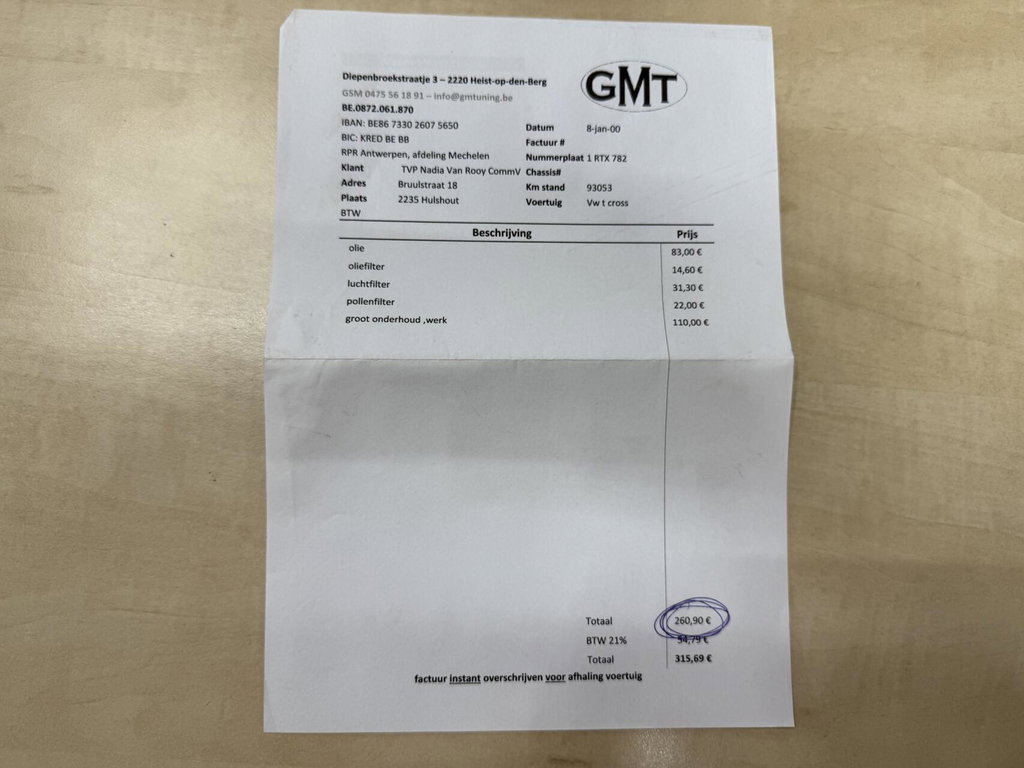 GMT
Diepenbroekstraatje 3 – 2220 Heist-op-den-Berg
GSM 0475 56 18 91 – info@gmtuning.be
BE.0872.061.870
IBAN: BE86 7330 2607 5650
BIC: KRED BE BB
RPR Antwerpen, afdeling Mechelen
Datum 8-jan-00
Factuur #
Nummerplaat 1 RTX 782
Klant TVP Nadia Van Rooy CommV
Chassis#
Adres Bruulstraat 18
Km stand 93053
Plaats 2235 Hulshout
Voertuig Vw t cross
BTW
Beschrijving Prijs
olie 83,00 €
oliefilter 14,60 €
luchtfilter 31,30 €
pollenfilter 22,00 €
groot onderhoud ,werk 110,00 €
Totaal 260,90 €
BTW 21% 54,79 €
Totaal 315,69 €
factuur instant overschrijven voor afhaling voertuig